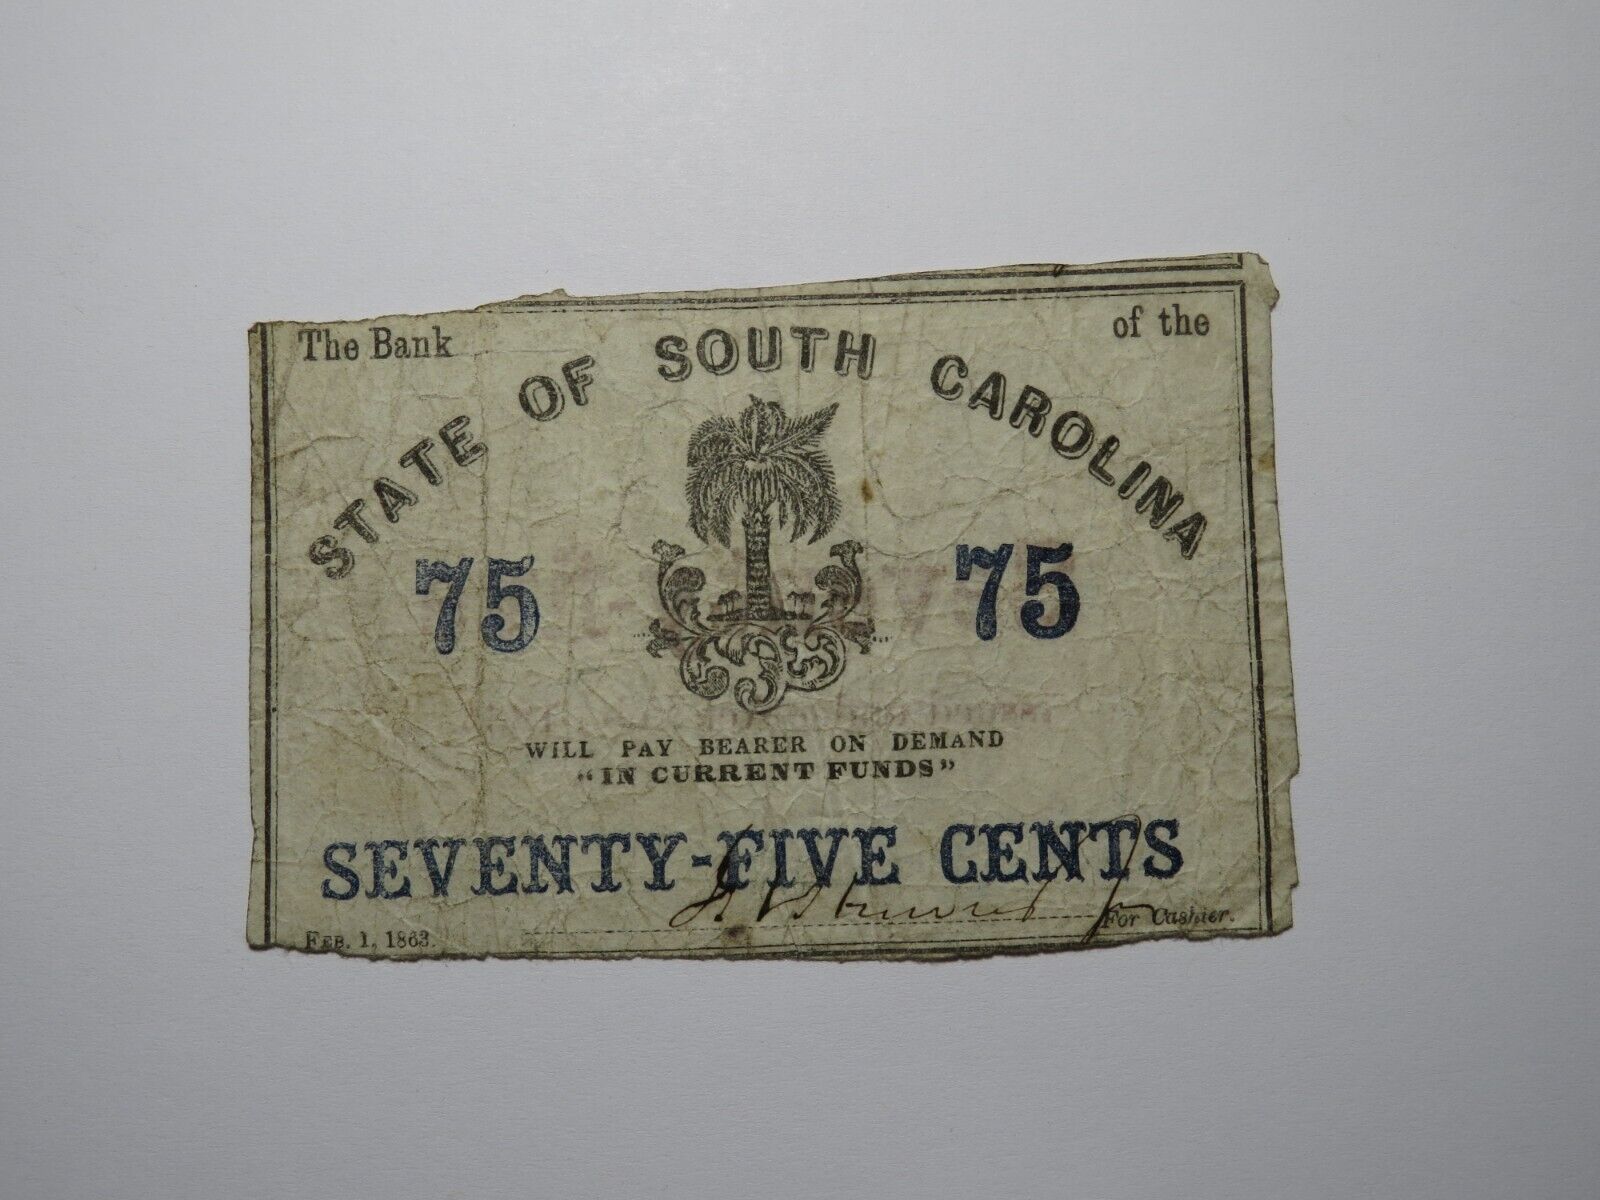 The Bank of the
STATE OF SOUTH CAROLINA
75 75
WILL PAY BEARER ON DEMAND
"IN CURRENT FUNDS"
SEVENTY-FIVE CENTS
FEB. 1, 1863. For Cashier.